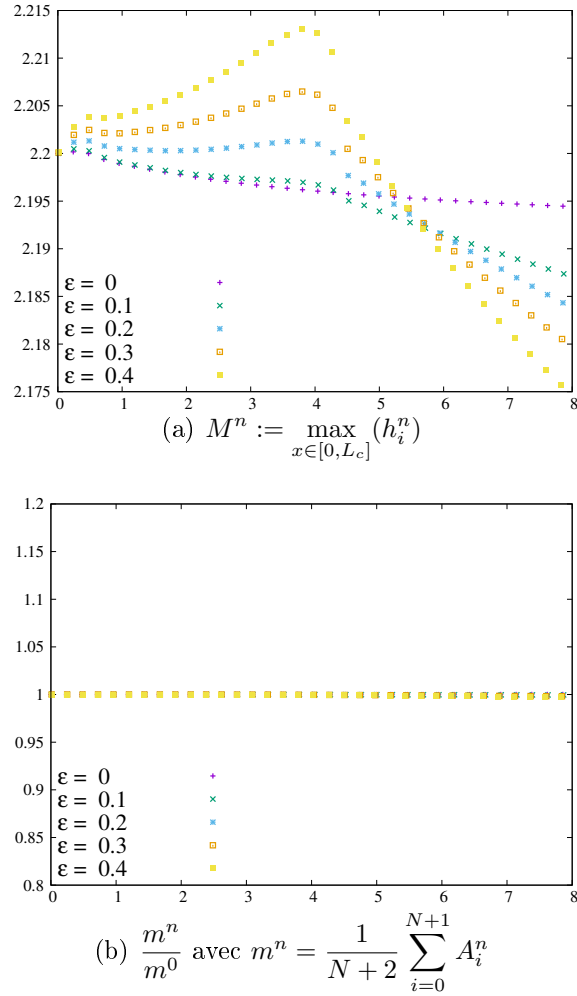 2.215
2.21
2.205
2.2
2.195
2.19
2.185
2.18
2.175
ε = 0
ε = 0.1
ε = 0.2
ε = 0.3
ε = 0.4
0 1 2 3 4 5 6 7 8
(a) M^n := max_{x∈[0,L_c]} (h_i^n)
1.2
1.15
1.1
1.05
1
0.95
0.9
0.85
0.8
ε = 0
ε = 0.1
ε = 0.2
ε = 0.3
ε = 0.4
0 1 2 3 4 5 6 7 8
(b) m^n/m^0 avec m^n = 1/(N+2) ∑_{i=0}^{N+1} A_i^n